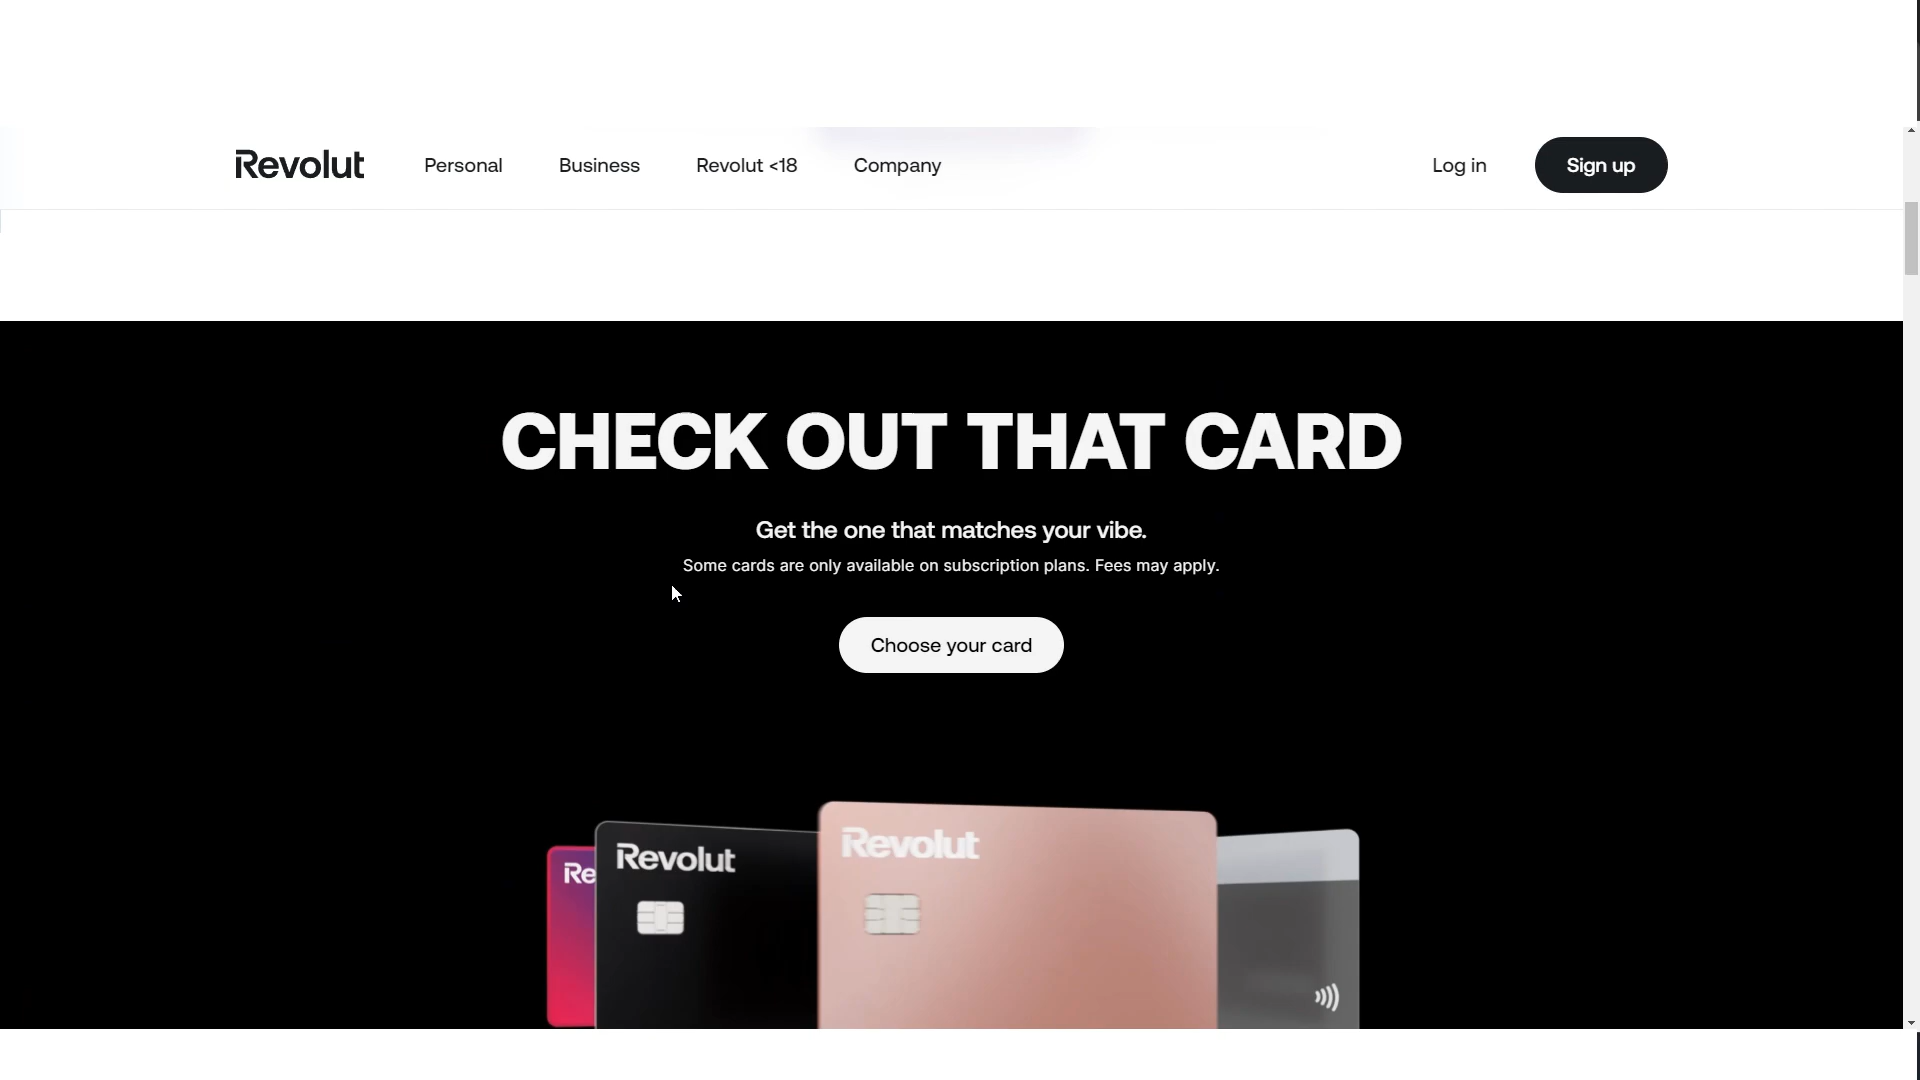 Revolut
Personal
Business
Revolut <18
Company
Log in
Sign up
CHECK OUT THAT CARD
Get the one that matches your vibe.
Some cards are only available on subscription plans. Fees may apply.
Choose your card
Re
Revolut
Revolut